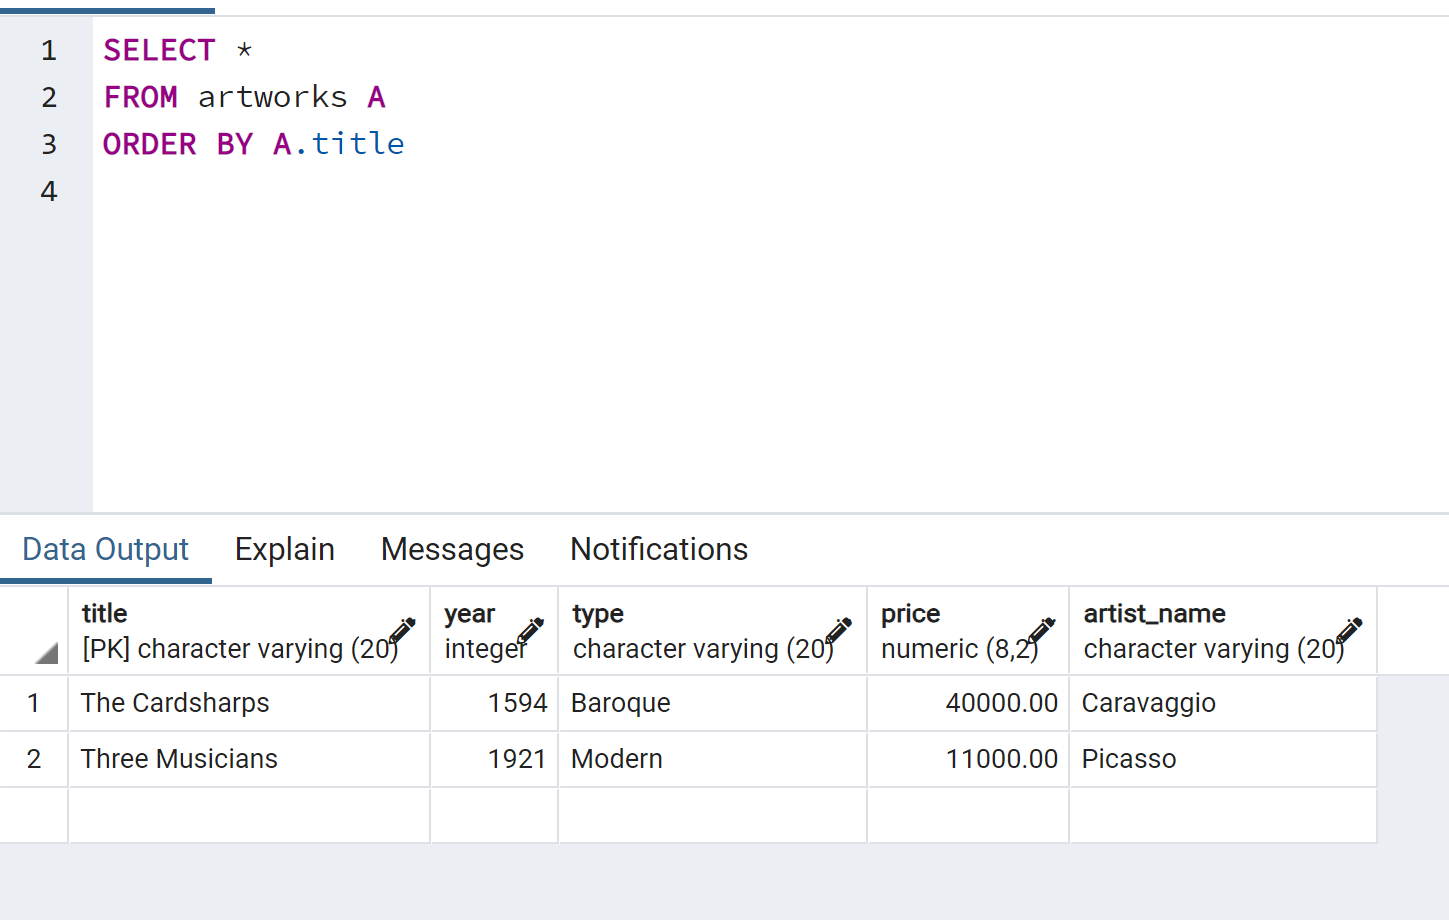 1 SELECT *
2 FROM artworks A
3 ORDER BY A.title
4
Data Output Explain Messages Notifications
title year type price artist_name
[PK] character varying (20) integer character varying (20) numeric (8,2) character varying (20)
1 The Cardsharps 1594 Baroque 40000.00 Caravaggio
2 Three Musicians 1921 Modern 11000.00 Picasso